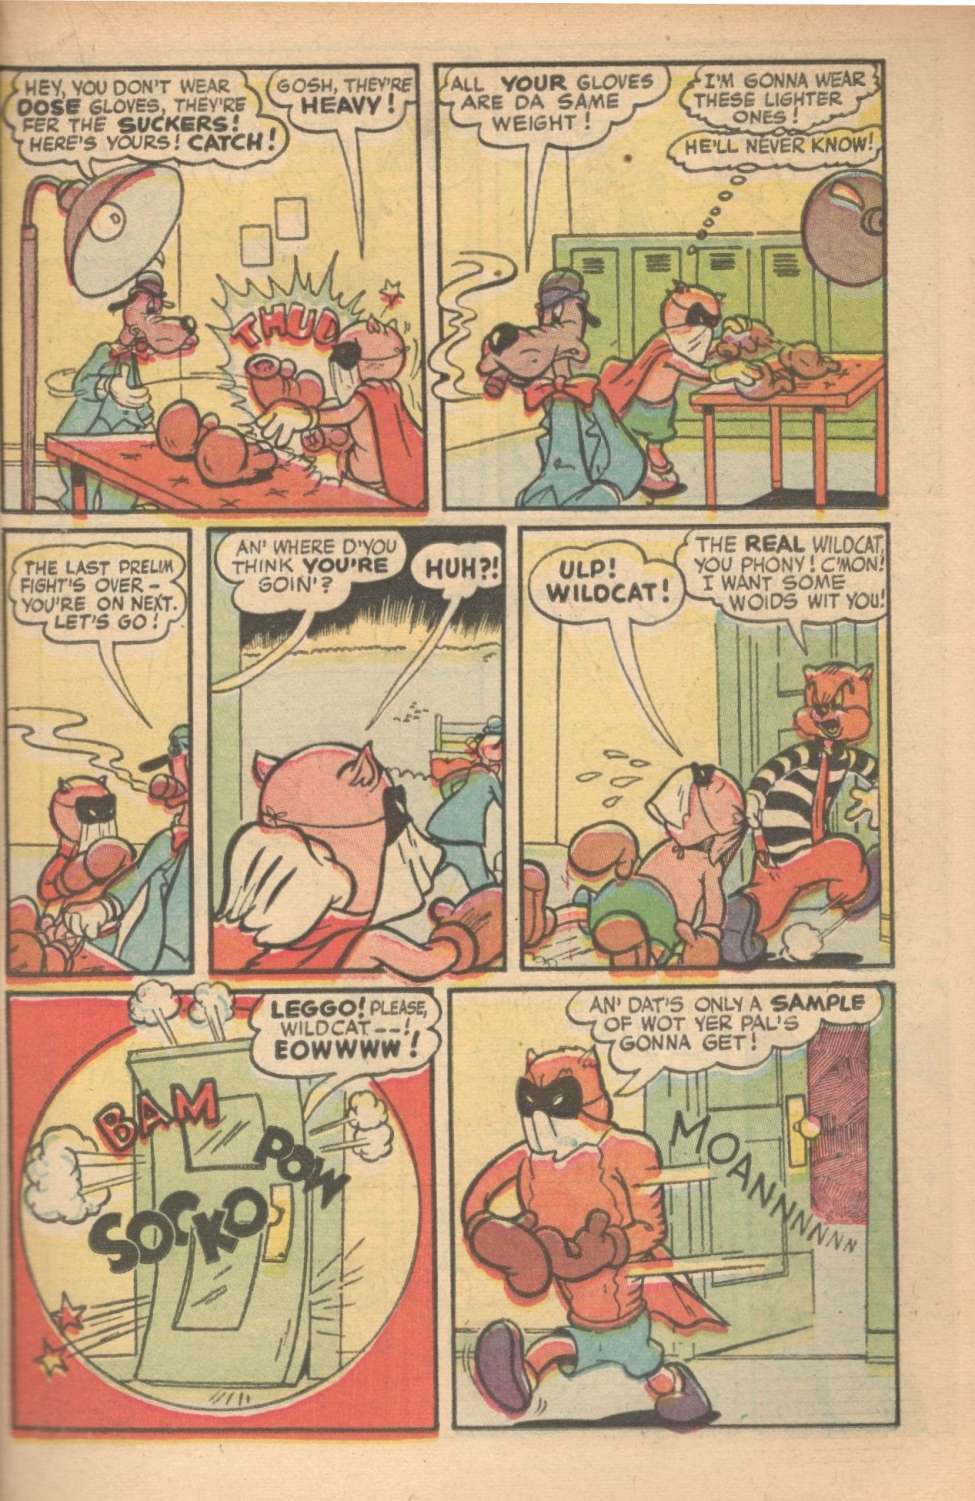 HEY, YOU DON'T WEAR
DOSE GLOVES, THEY'RE
FER THE SUCKERS!
HERE'S YOURS! CATCH!
GOSH, THEY'RE
HEAVY!
THUD
ALL YOUR GLOVES
ARE DA SAME
WEIGHT!
I'M GONNA WEAR
THESE LIGHTER
ONES!
HE'LL NEVER KNOW!
THE LAST PRELIM
FIGHT'S OVER –
YOU'RE ON NEXT.
LET'S GO!
AN' WHERE D'YOU
THINK YOU'RE
GOIN'?
HUH?!
ULP!
WILDCAT!
THE REAL WILDCAT,
YOU PHONY! C'MON!
I WANT SOME
WOIDS WIT YOU!
LEGGO! PLEASE,
WILDCAT--!
EOWWWW!
BAM
POW
SOCKO
AN' DAT'S ONLY A SAMPLE
OF WOT YER PAL'S
GONNA GET!
MOANNNNNNN